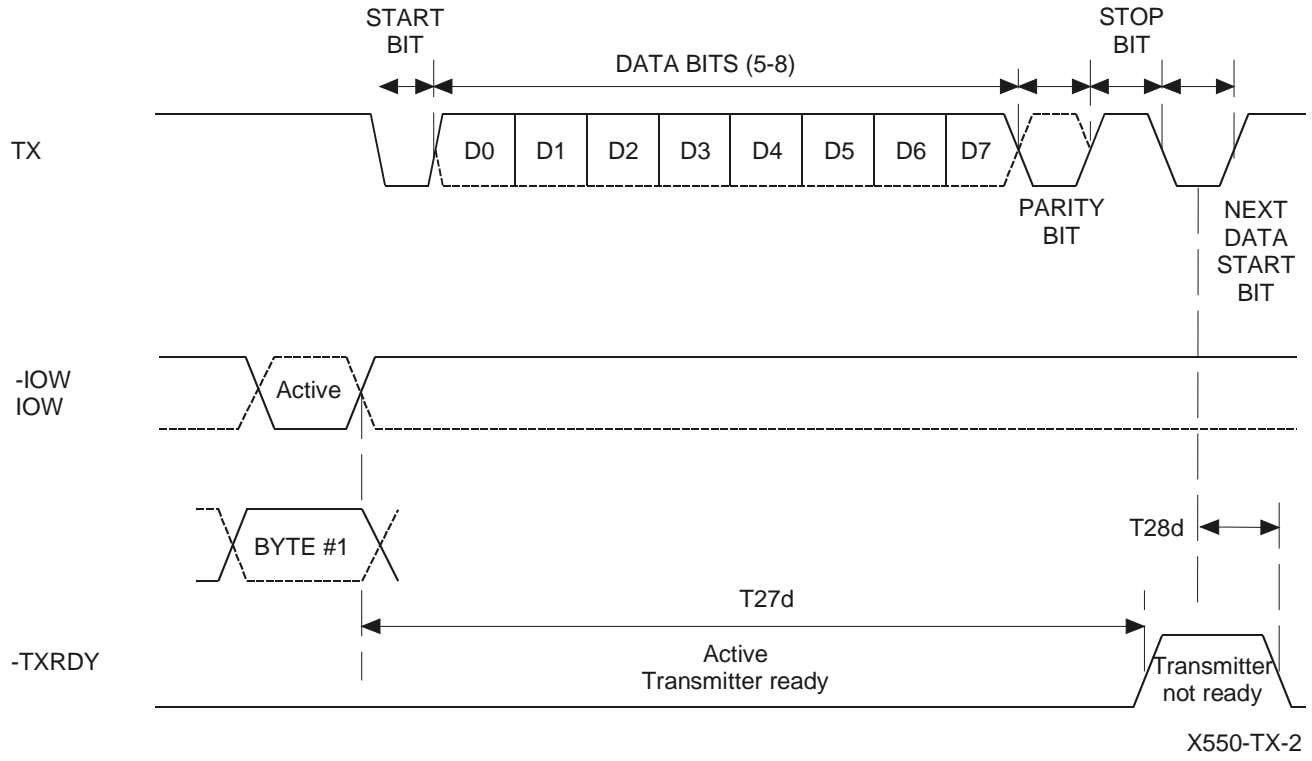 START
BIT
DATA BITS (5-8)
STOP
BIT
TX
D0 D1 D2 D3 D4 D5 D6 D7
PARITY
BIT
NEXT
DATA
START
BIT
-IOW
IOW
Active
BYTE #1
T28d
T27d
-TXRDY
Active
Transmitter ready
Transmitter
not ready
X550-TX-2